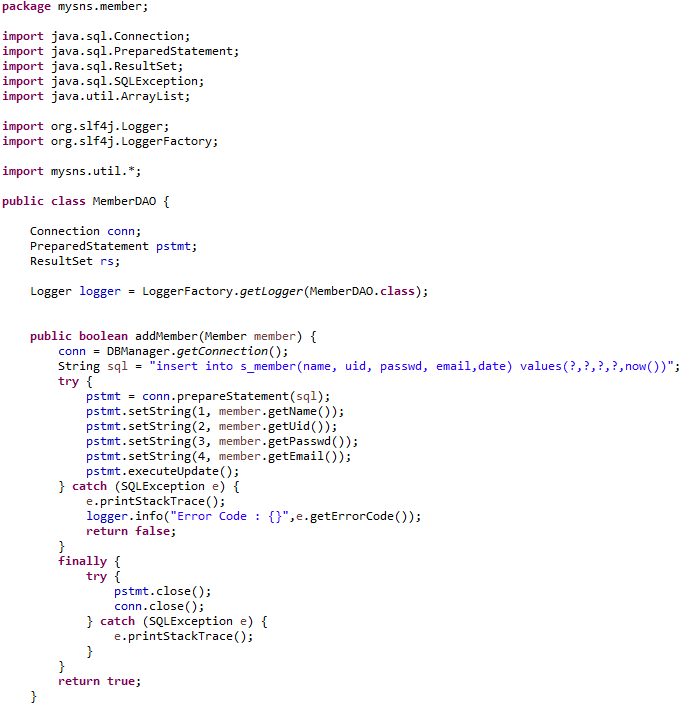 package mysns.member;
import java.sql.Connection;
import java.sql.PreparedStatement;
import java.sql.ResultSet;
import java.sql.SQLException;
import java.util.ArrayList;
import org.slf4j.Logger;
import org.slf4j.LoggerFactory;
import mysns.util.*;
public class MemberDAO {
    Connection conn;
    PreparedStatement pstmt;
    ResultSet rs;
    Logger logger = LoggerFactory.getLogger(MemberDAO.class);
    public boolean addMember(Member member) {
        conn = DBManager.getConnection();
        String sql = "insert into s_member(name, uid, passwd, email,date) values(?,?,?,?,now())";
        try {
            pstmt = conn.prepareStatement(sql);
            pstmt.setString(1, member.getName());
            pstmt.setString(2, member.getUid());
            pstmt.setString(3, member.getPasswd());
            pstmt.setString(4, member.getEmail());
            pstmt.executeUpdate();
        } catch (SQLException e) {
            e.printStackTrace();
            logger.info("Error Code : {}",e.getErrorCode());
            return false;
        }
        finally {
            try {
                pstmt.close();
                conn.close();
            } catch (SQLException e) {
                e.printStackTrace();
            }
        }
        return true;
    }